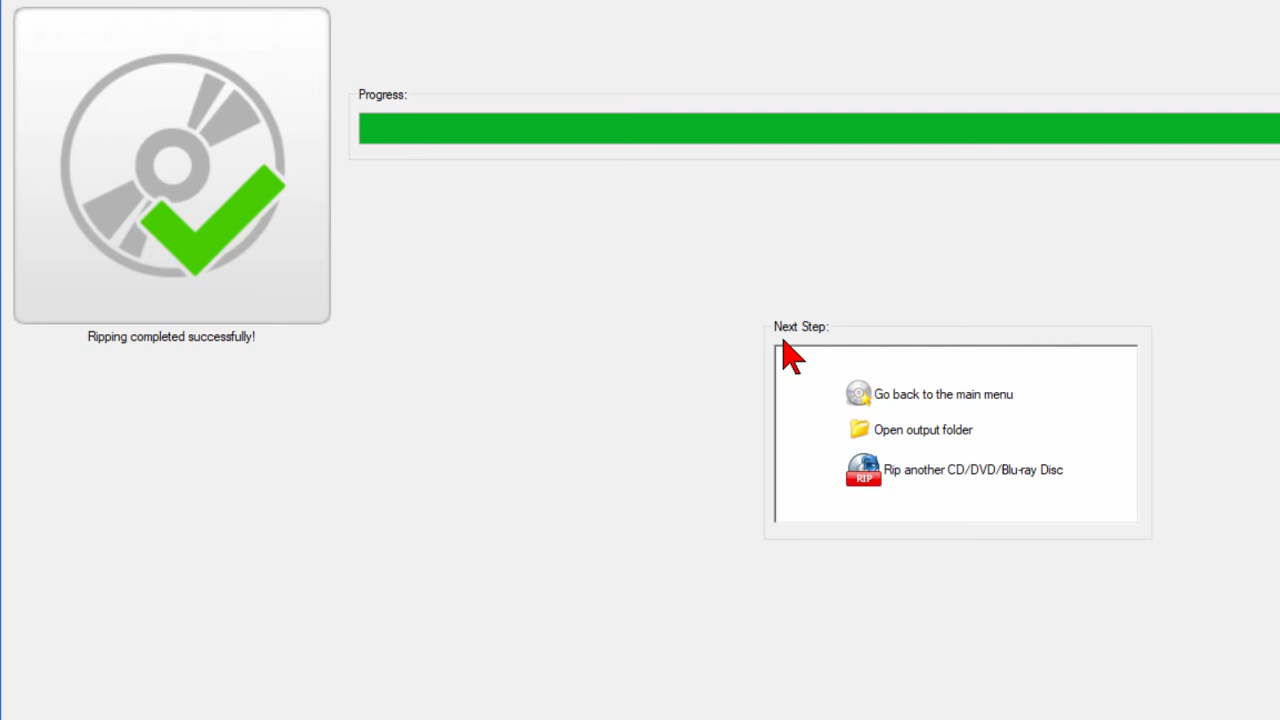 Progress:
Ripping completed successfully!
Next Step:
Go back to the main menu
Open output folder
RIP
Rip another CD/DVD/Blu-ray Disc